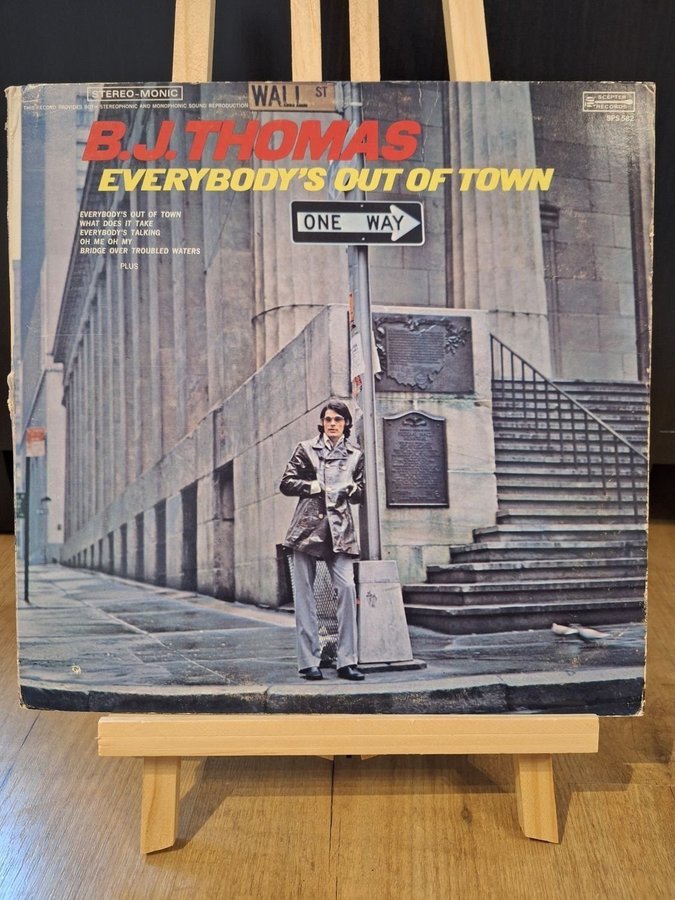 STEREO-MONIC
THIS RECORD PROVIDES BOTH STEREOPHONIC AND MONOPHONIC SOUND REPRODUCTION
WALL ST
SCEPTER
RECORDS
SPS 582
B.J. THOMAS
EVERYBODY'S OUT OF TOWN
ONE WAY
EVERYBODY'S OUT OF TOWN
WHAT DOES IT TAKE
EVERYBODY'S TALKING
OH ME OH MY
BRIDGE OVER TROUBLED WATERS
PLUS